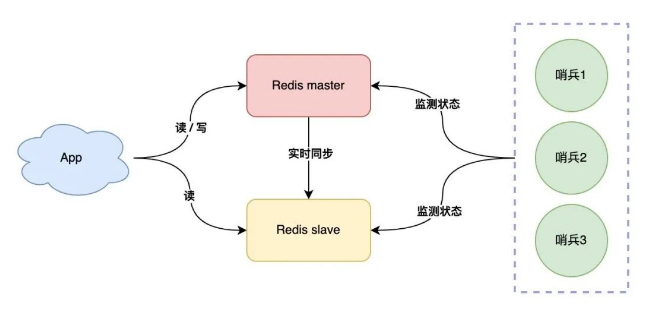 Redis master
哨兵1
监测状态
读 / 写
实时同步
App
哨兵2
读
监测状态
Redis slave
哨兵3